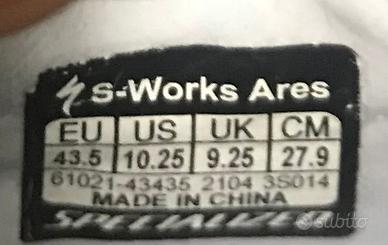 S-Works Ares
EU US UK CM
43.5 10.25 9.25 27.9
61021-43435 2104 3S014
MADE IN CHINA
SPECIALIZED
subito